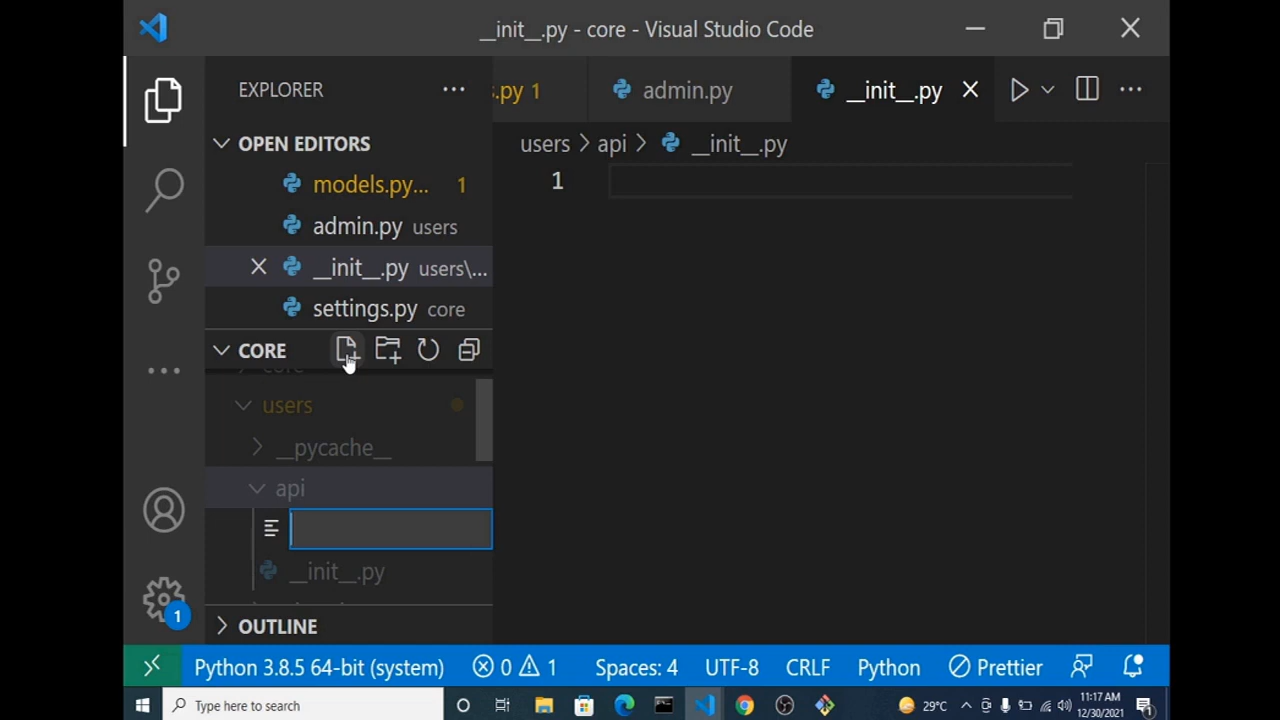 __init__.py - core - Visual Studio Code
EXPLORER
s.py 1
admin.py
__init__.py
OPEN EDITORS
users > api > __init__.py
models.py... 1
1
admin.py users
__init__.py users\...
settings.py core
CORE
core
users
__pycache__
api
__init__.py
OUTLINE
1
Python 3.8.5 64-bit (system) 0 1 Spaces: 4 UTF-8 CRLF Python Prettier
Type here to search
29°C
11:17 AM
12/30/2021
1